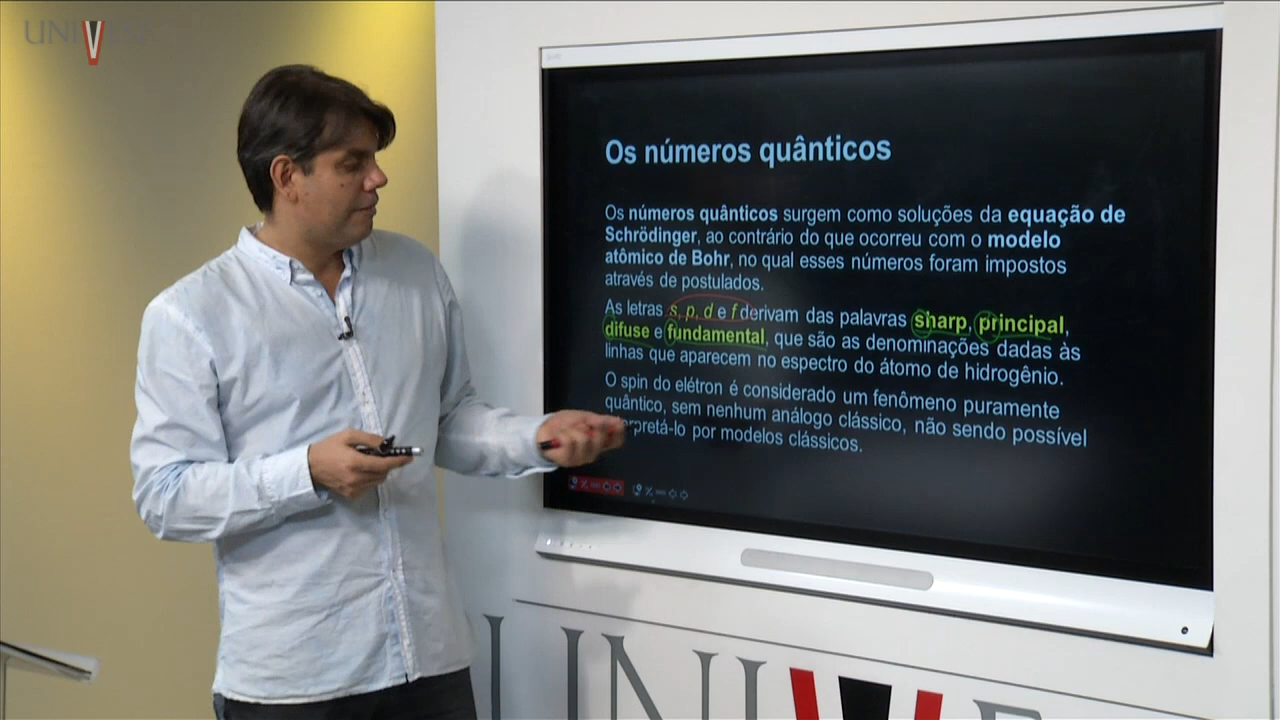 UNIVESP
Os números quânticos
Os números quânticos surgem como soluções da equação de
Schrödinger, ao contrário do que ocorreu com o modelo
atômico de Bohr, no qual esses números foram impostos
através de postulados.
As letras s, p, d e f derivam das palavras sharp, principal,
difuse e fundamental, que são as denominações dadas às
linhas que aparecem no espectro do átomo de hidrogênio.
O spin do elétron é considerado um fenômeno puramente
quântico, sem nenhum análogo clássico, não sendo possível
erpretá-lo por modelos clássicos.
UNIVE